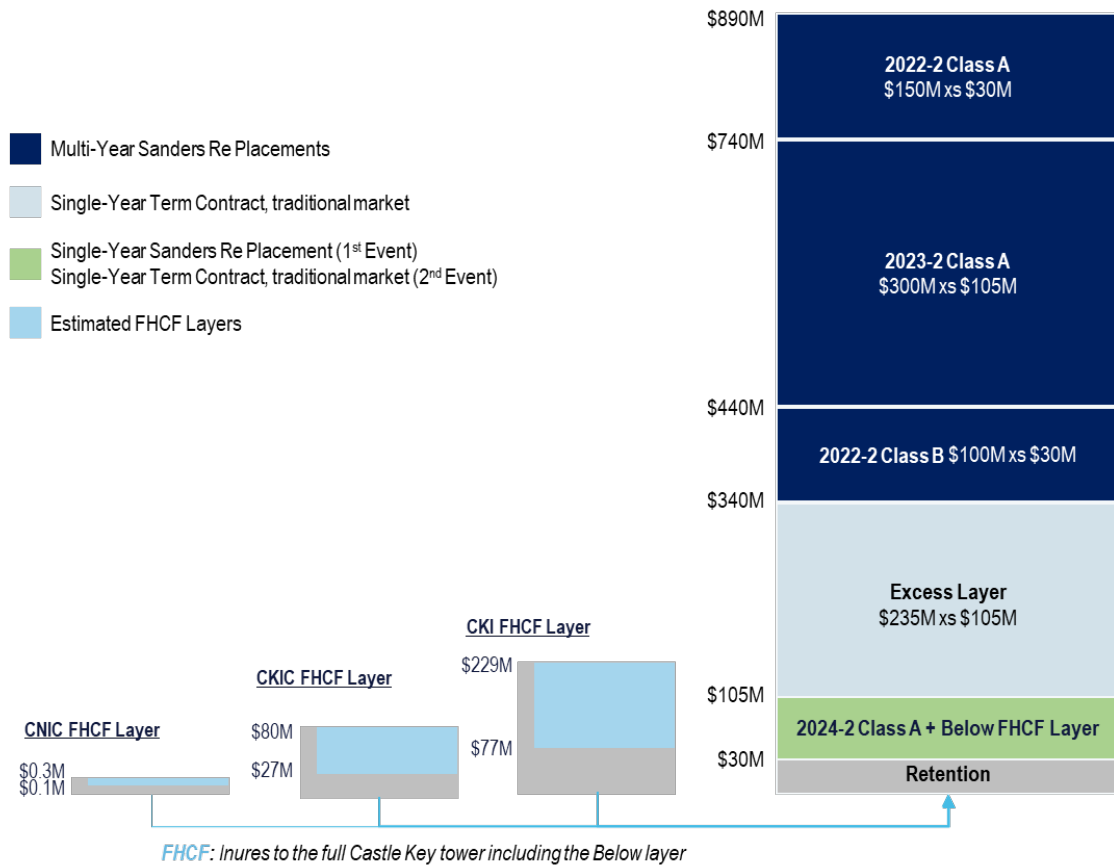 Multi-Year Sanders Re Placements
Single-Year Term Contract, traditional market
Single-Year Sanders Re Placement (1st Event)
Single-Year Term Contract, traditional market (2nd Event)
Estimated FHCF Layers
CNIC FHCF Layer
$0.3M
$0.1M
CKIC FHCF Layer
$80M
$27M
CKI FHCF Layer
$229M
$77M
$890M
2022-2 Class A
$150M xs $30M
$740M
2023-2 Class A
$300M xs $105M
$440M
2022-2 Class B $100M xs $30M
$340M
Excess Layer
$235M xs $105M
$105M
2024-2 Class A + Below FHCF Layer
$30M
Retention
FHCF: Inures to the full Castle Key tower including the Below layer